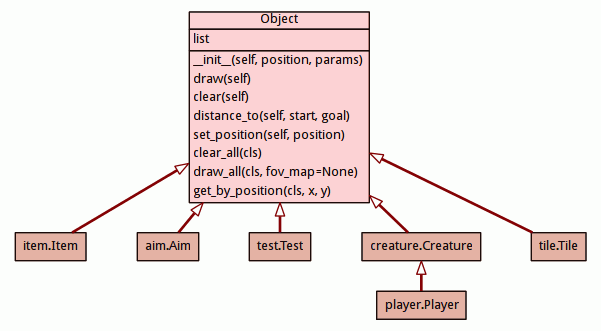 Object
list
__init__(self, position, params)
draw(self)
clear(self)
distance_to(self, start, goal)
set_position(self, position)
clear_all(cls)
draw_all(cls, fov_map=None)
get_by_position(cls, x, y)
item.Item
aim.Aim
test.Test
creature.Creature
tile.Tile
player.Player